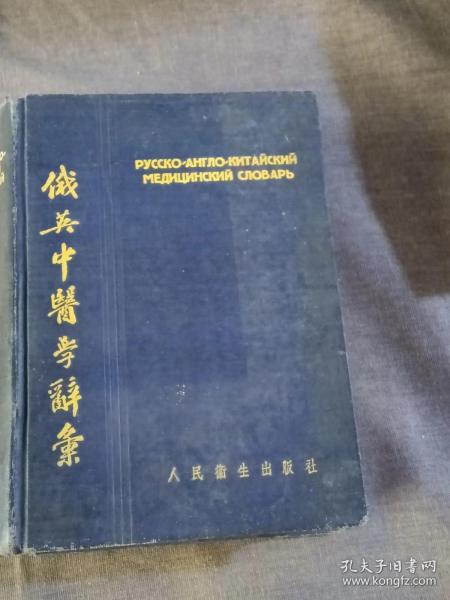 РУССКО-АНГЛО-КИТАЙСКИЙ
МЕДИЦИНСКИЙ СЛОВАРЬ
俄英中醫学辭彙
人民衞生出版社
孔夫子旧书网
www.kongfz.com